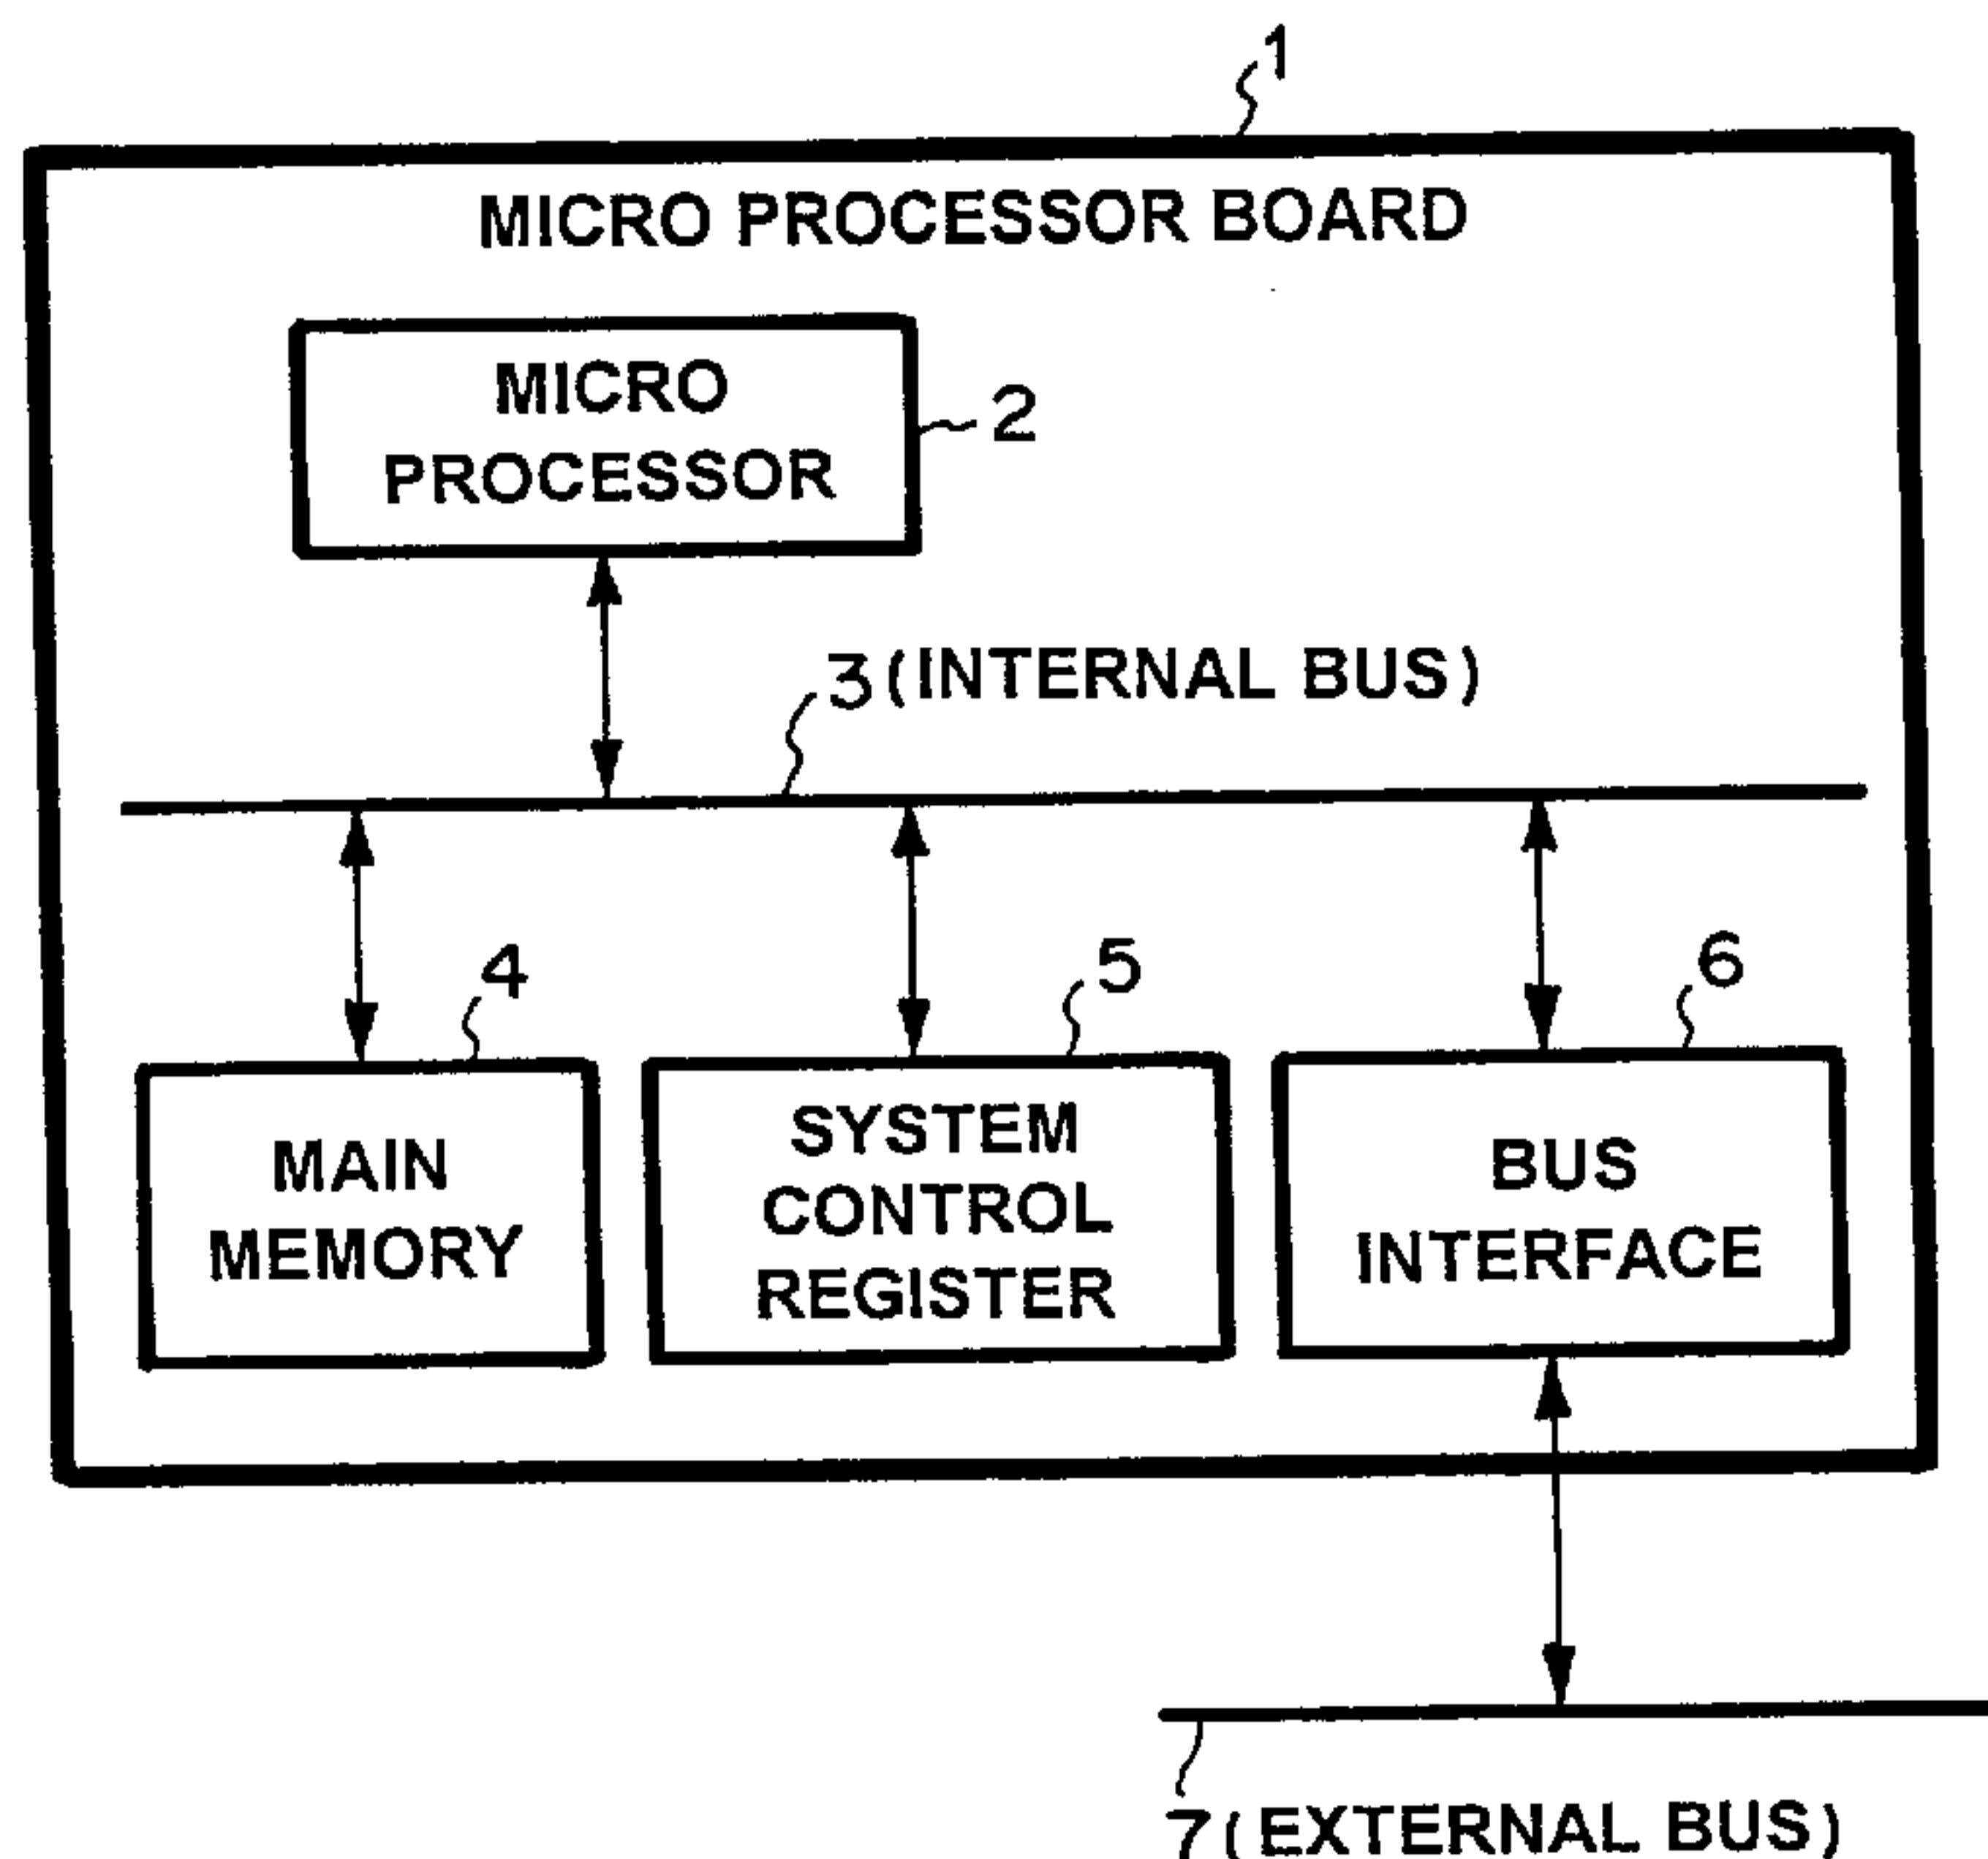 1
MICRO PROCESSOR BOARD
MICRO
PROCESSOR
2
3(INTERNAL BUS)
4
5
6
MAIN
MEMORY
SYSTEM
CONTROL
REGISTER
BUS
INTERFACE
7(EXTERNAL BUS)